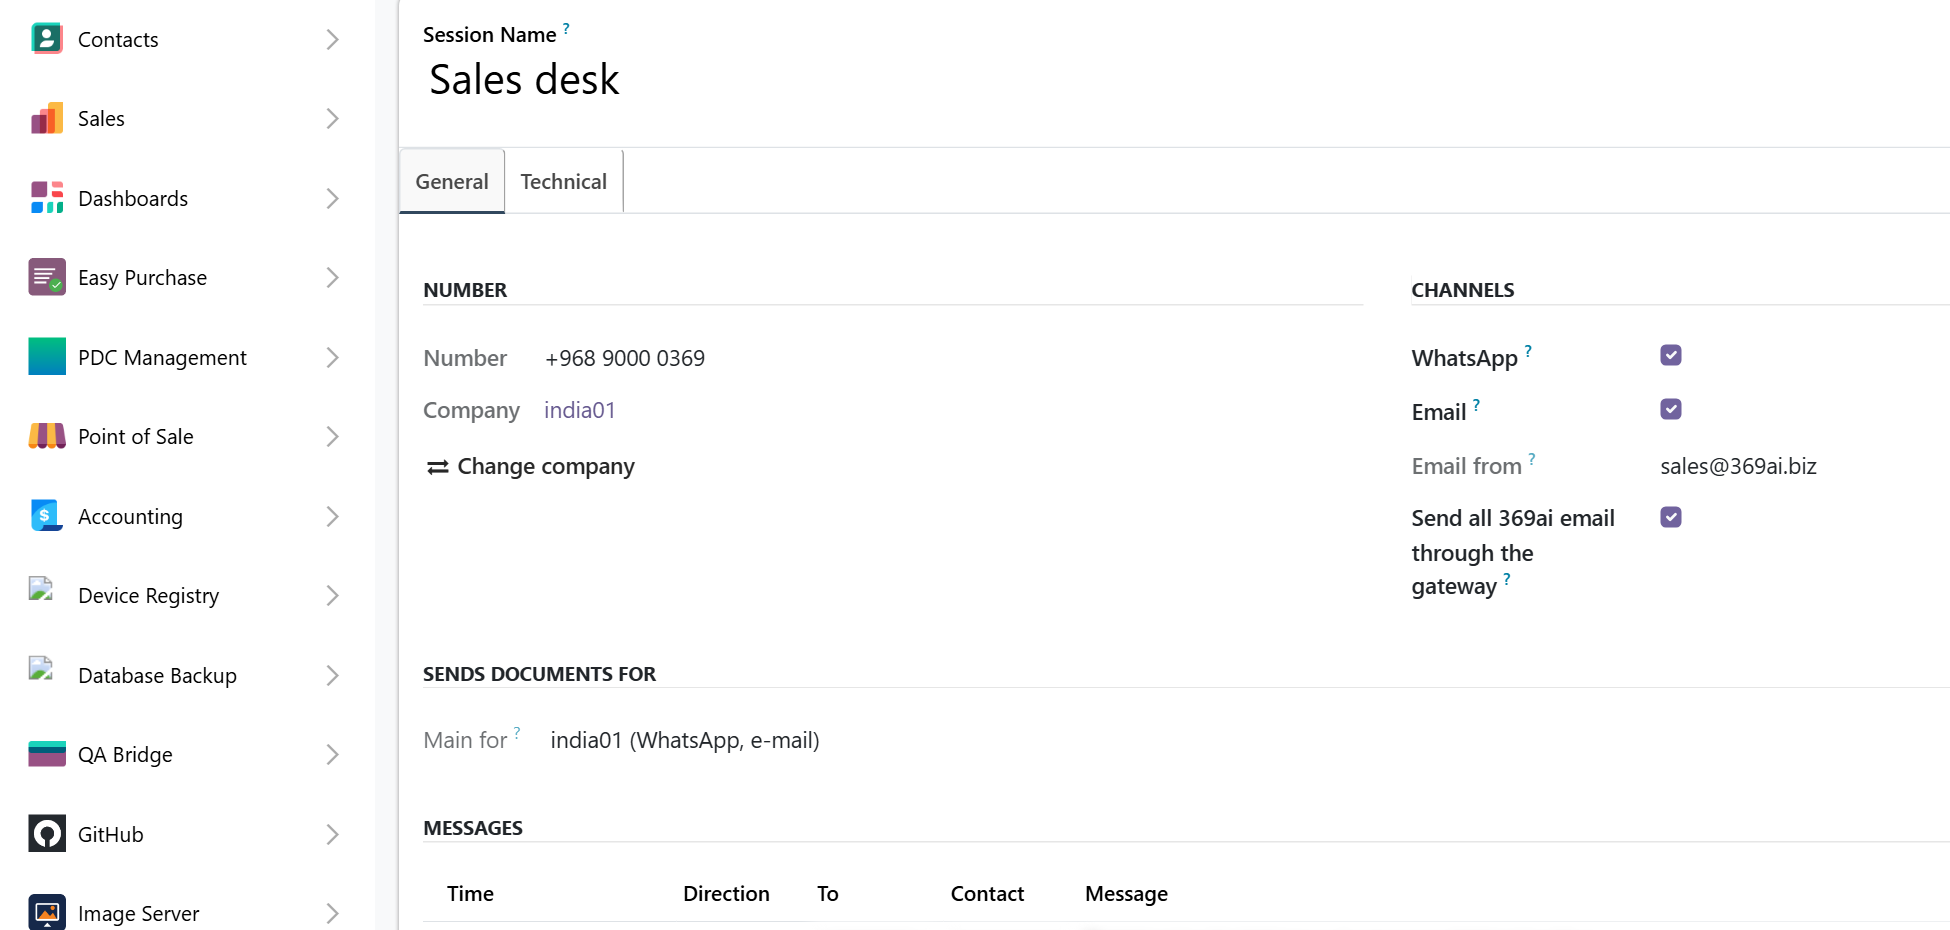 Contacts
Sales
Dashboards
Easy Purchase
PDC Management
Point of Sale
Accounting
Device Registry
Database Backup
QA Bridge
GitHub
Image Server
Session Name ?
Sales desk
General
Technical
NUMBER
Number +968 9000 0369
Company india01
Change company
CHANNELS
WhatsApp ?
Email ?
Email from ? sales@369ai.biz
Send all 369ai email
through the
gateway ?
SENDS DOCUMENTS FOR
Main for ? india01 (WhatsApp, e-mail)
MESSAGES
Time Direction To Contact Message